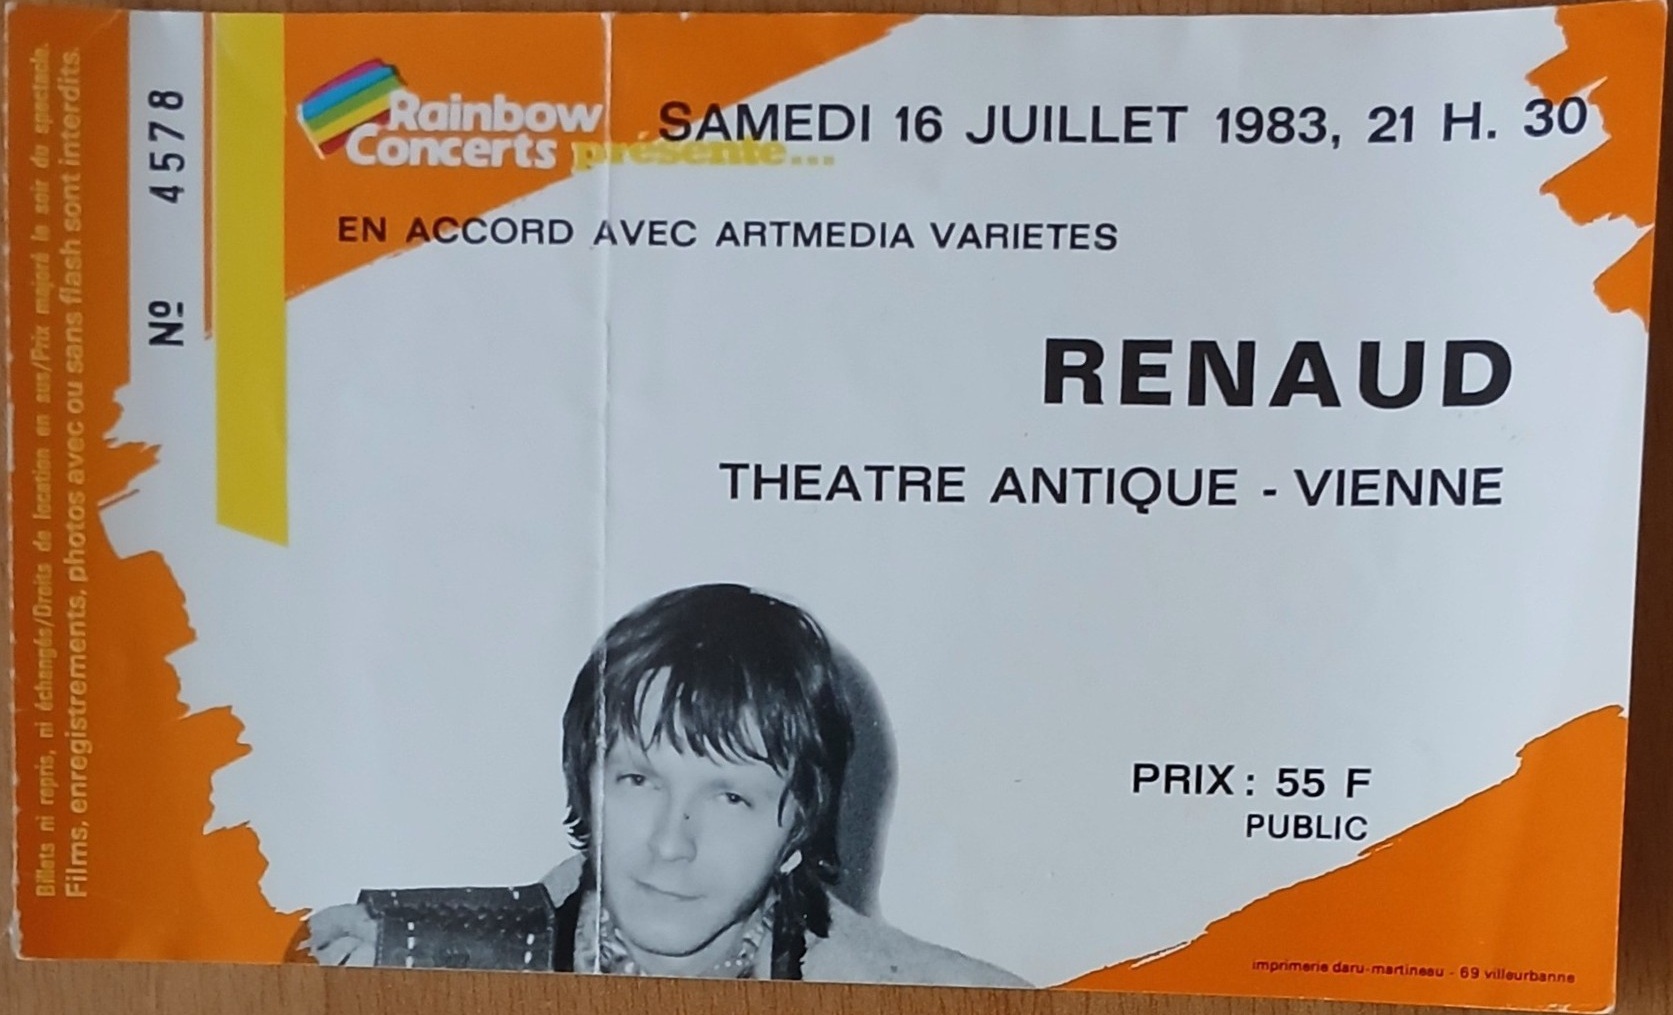 Billets ni repris, ni échangés/Droits de location en sus/Prix majoré le soir du spectacle.
Films, enregistrements, photos avec ou sans flash sont interdits.
Nº 4578
Rainbow
Concerts présente...
SAMEDI 16 JUILLET 1983, 21 H. 30
EN ACCORD AVEC ARTMEDIA VARIETES
RENAUD
THEATRE ANTIQUE - VIENNE
PRIX : 55 F
PUBLIC
imprimerie daru-martineau - 69 villeurbanne